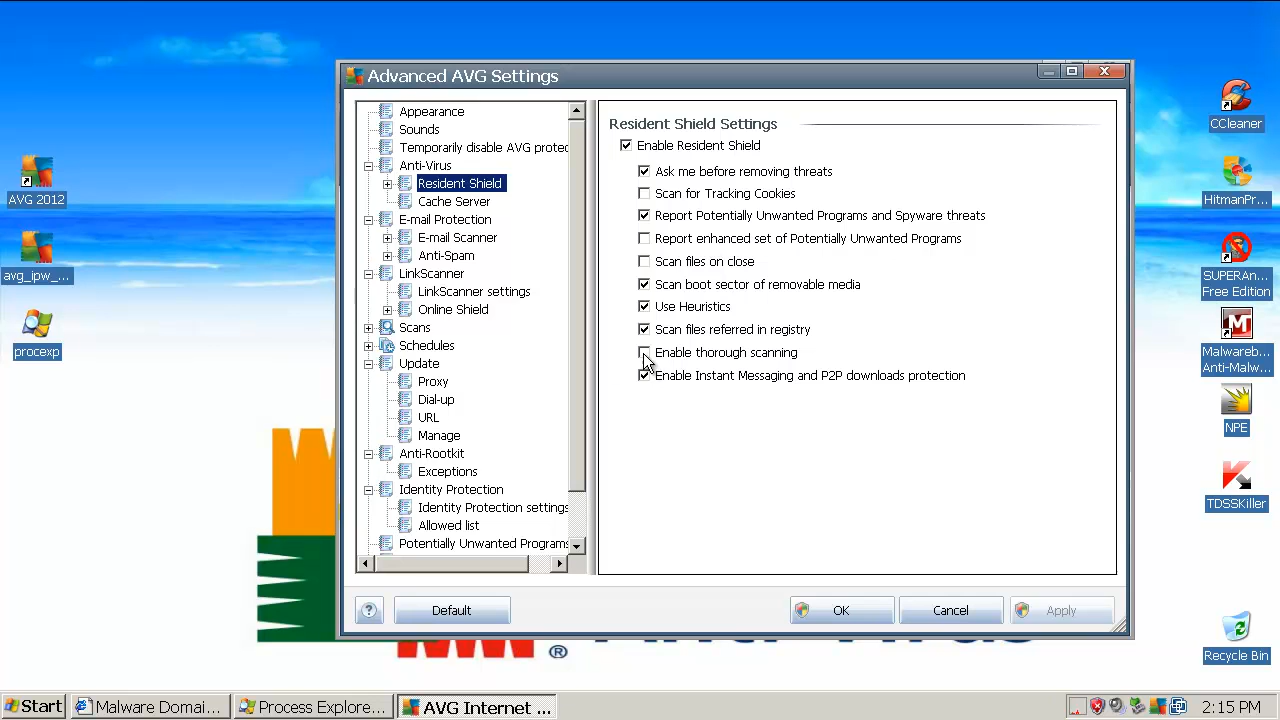 Advanced AVG Settings
Appearance
Sounds
Temporarily disable AVG protec
Anti-Virus
Resident Shield
Cache Server
E-mail Protection
E-mail Scanner
Anti-Spam
LinkScanner
LinkScanner settings
Online Shield
Scans
Schedules
Update
Proxy
Dial-up
URL
Manage
Anti-Rootkit
Exceptions
Identity Protection
Identity Protection settings
Allowed list
Potentially Unwanted Programs
Resident Shield Settings
Enable Resident Shield
Ask me before removing threats
Scan for Tracking Cookies
Report Potentially Unwanted Programs and Spyware threats
Report enhanced set of Potentially Unwanted Programs
Scan files on close
Scan boot sector of removable media
Use Heuristics
Scan files referred in registry
Enable thorough scanning
Enable Instant Messaging and P2P downloads protection
Default
OK
Cancel
Apply
AVG 2012
avg_ipw_...
procexp
CCleaner
HitmanPr...
SUPERAn...
Free Edition
Malwareb...
Anti-Malw...
NPE
TDSSKiller
Recycle Bin
®
Start
Malware Domai...
Process Explore...
AVG Internet ...
2:15 PM